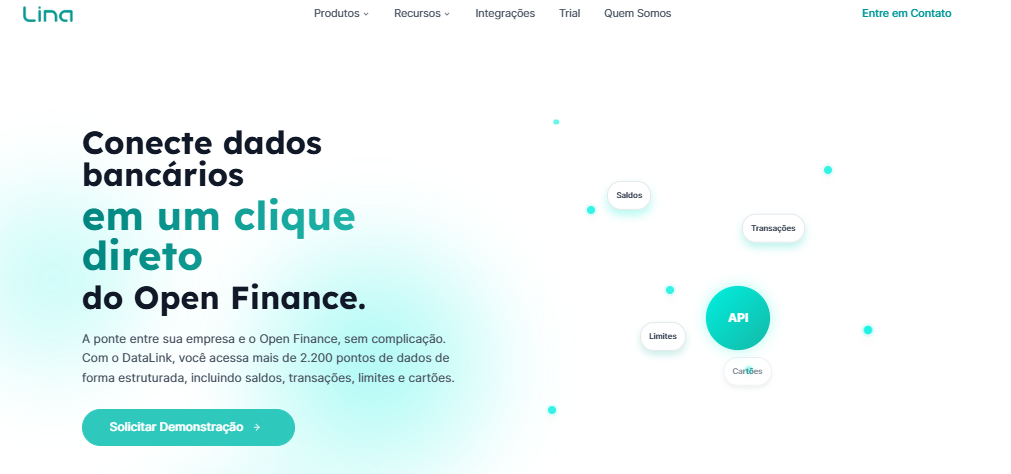 Lina
Produtos
Recursos
Integrações
Trial
Quem Somos
Entre em Contato
Conecte dados
bancários
em um clique
direto
do Open Finance.
A ponte entre sua empresa e o Open Finance, sem complicação.
Com o DataLink, você acessa mais de 2.200 pontos de dados de
forma estruturada, incluindo saldos, transações, limites e cartões.
Solicitar Demonstração →
Saldos
Transações
API
Limites
Cartões